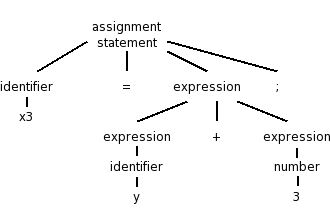 assignment
statement
identifier = expression ;
x3
expression + expression
identifier number
y 3